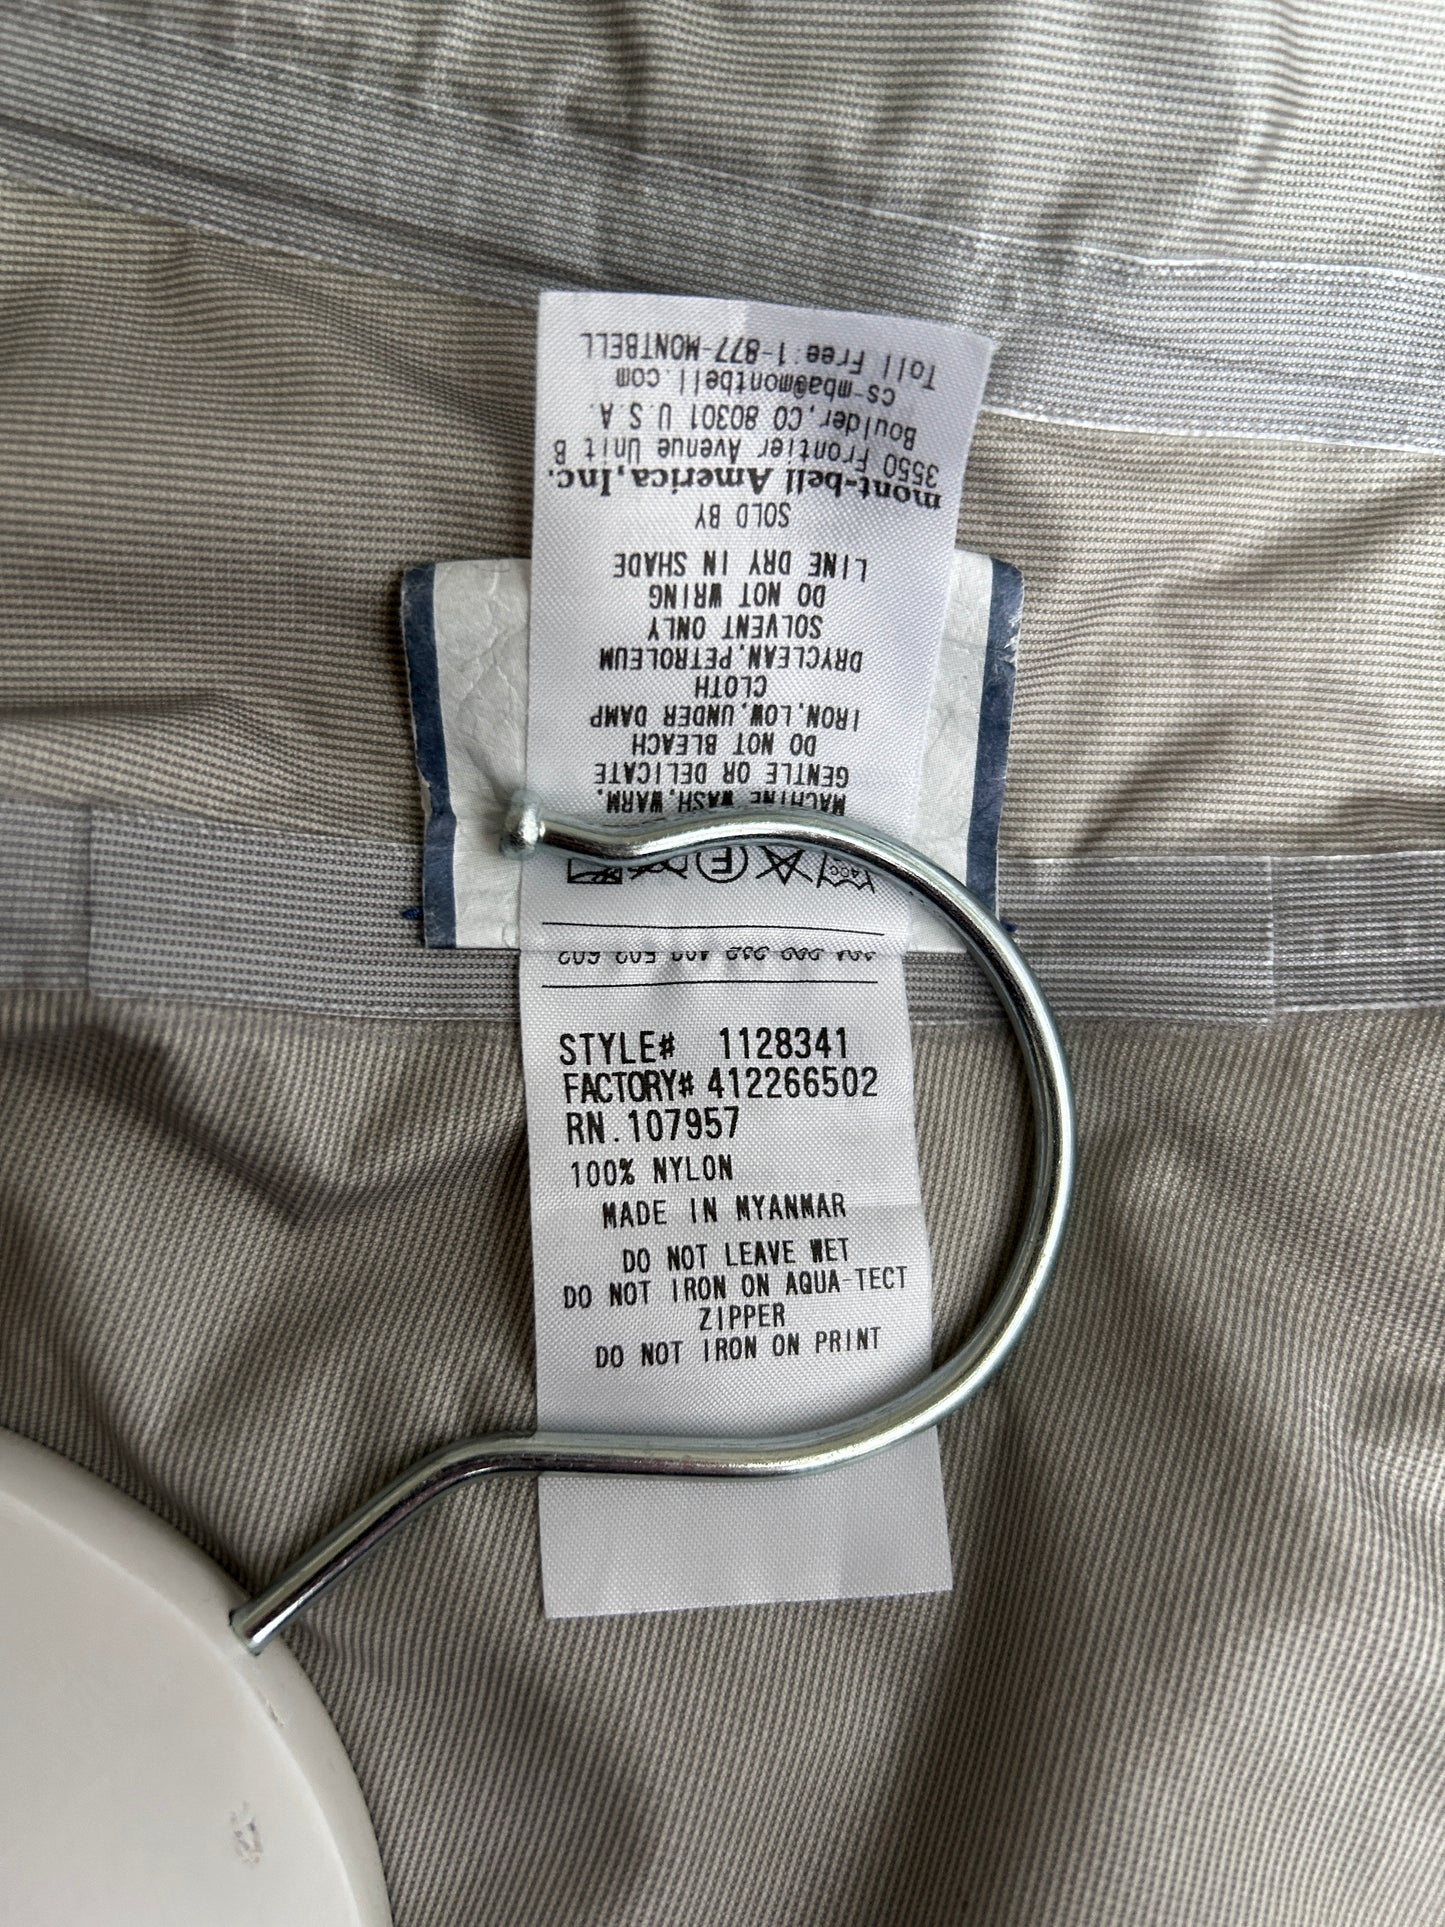 STYLE# 1128341
FACTORY# 412266502
RN.107957
100% NYLON
MADE IN MYANMAR
DO NOT LEAVE WET
DO NOT IRON ON AQUA-TECT
ZIPPER
DO NOT IRON ON PRINT
MACHINE WASH,WARM,
GENTLE OR DELICATE
DO NOT BLEACH
IRON,LOW,UNDER DAMP
CLOTH
DRYCLEAN,PETROLEUM
SOLVENT ONLY
DO NOT WRING
LINE DRY IN SHADE
SOLD BY
mont-bell America,Inc.
3550 Frontier Avenue Unit B
Boulder,CO 80301 U.S.A.
cs-mba@montbell.com
Toll Free:1-877-MONTBELL